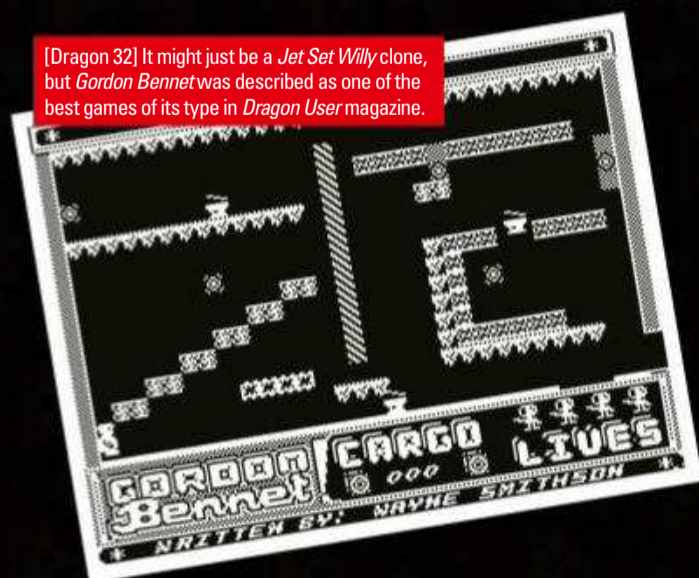 [Dragon 32] It might just be a Jet Set Willy clone,
but Gordon Bennet was described as one of the
best games of its type in Dragon User magazine.
GORDON
Bennet
CARGO
000
LIVES
WRITTEN BY: WAYNE SMITHSON